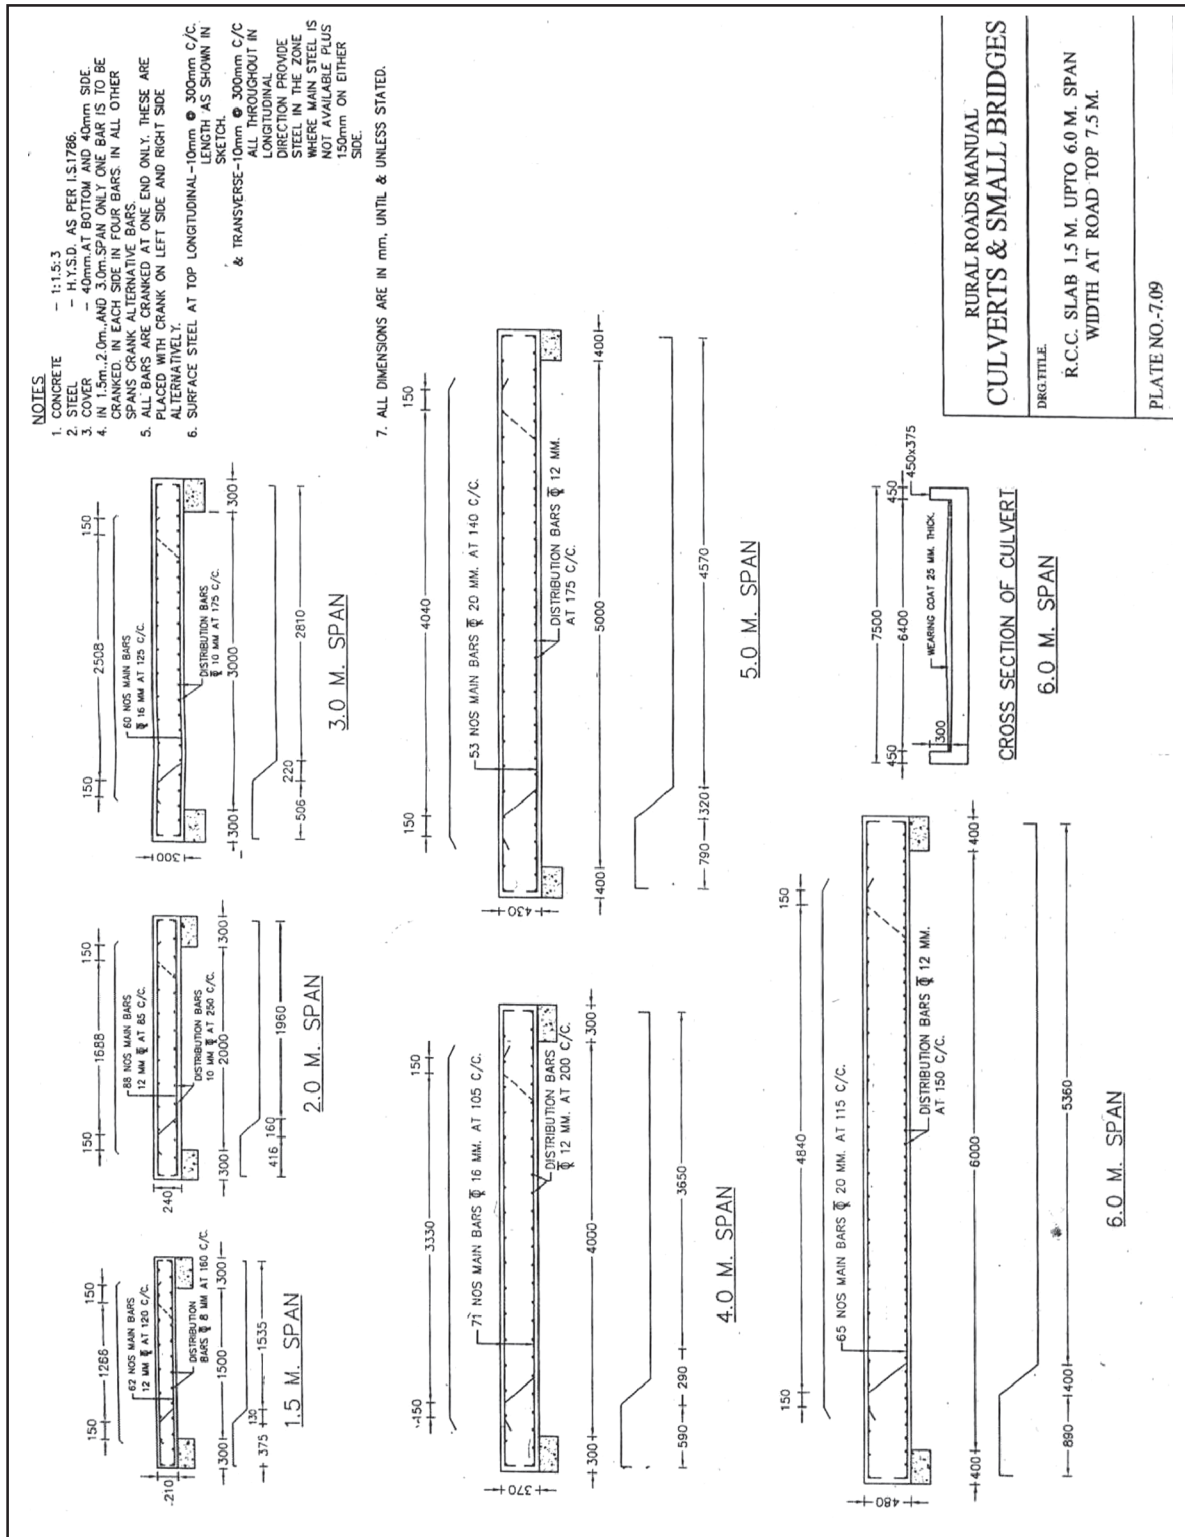 NOTES
1. CONCRETE – 1:1.5:3
2. STEEL – H.Y.S.D. AS PER I.S.1786.
3. COVER – 40mm.AT BOTTOM AND 40mm SIDE.
4. IN 1.5m.,2.0m.,AND 3.0m.SPAN ONLY ONE BAR IS TO BE
CRANKED. IN EACH SIDE IN FOUR BARS. IN ALL OTHER
SPANS CRANK ALTERNATIVE BARS.
5. ALL BARS ARE CRANKED AT ONE END ONLY. THESE ARE
PLACED WITH CRANK ON LEFT SIDE AND RIGHT SIDE
ALTERNATIVELY.
6. SURFACE STEEL AT TOP LONGITUDINAL-10mm @ 300mm C/C.
LENGTH AS SHOWN IN
SKETCH.
& TRANSVERSE-10mm @ 300mm C/C
ALL THROUGHOUT IN
LONGITUDINAL
DIRECTION PROVIDE
STEEL IN THE ZONE
WHERE MAIN STEEL IS
NOT AVAILABLE PLUS
150mm ON EITHER
SIDE.
7. ALL DIMENSIONS ARE IN mm, UNTIL & UNLESS STATED.
150 1266 150
62 NOS MAIN BARS
12 MM Φ AT 120 C/C.
210
DISTRIBUTION
BARS Φ 8 MM AT 160 C/C.
300 1500 300
375 130 1535
1.5 M. SPAN
150 1688 150
88 NOS MAIN BARS
12 MM Φ AT 85 C/C.
240
DISTRIBUTION BARS
10 MM Φ AT 250 C/C.
300 2000 300
416 160 1960
2.0 M. SPAN
150 2508 150
60 NOS MAIN BARS
Φ 16 MM AT 125 C/C.
300
DISTRIBUTION BARS
Φ 10 MM AT 175 C/C.
300 3000 300
506 220 2810
3.0 M. SPAN
150 3330 150
71 NOS MAIN BARS Φ 16 MM. AT 105 C/C.
370
DISTRIBUTION BARS
Φ 12 MM. AT 200 C/C.
300 4000 300
590 290 3650
4.0 M. SPAN
150 4040 150
53 NOS MAIN BARS Φ 20 MM. AT 140 C/C.
430
DISTRIBUTION BARS Φ 12 MM.
AT 175 C/C.
400 5000 400
790 320 4570
5.0 M. SPAN
150 4840 150
65 NOS MAIN BARS Φ 20 MM. AT 115 C/C.
480
DISTRIBUTION BARS Φ 12 MM.
AT 150 C/C.
400 6000 400
890 400 5360
6.0 M. SPAN
7500
450 6400 450
450x375
WEARING COAT 25 MM. THICK.
300
CROSS SECTION OF CULVERT
6.0 M. SPAN
RURAL ROADS MANUAL
CULVERTS & SMALL BRIDGES
DRG.TITLE.
R.C.C. SLAB 1.5 M. UPTO 6.0 M. SPAN
WIDTH AT ROAD TOP 7.5 M.
PLATE NO.-7.09